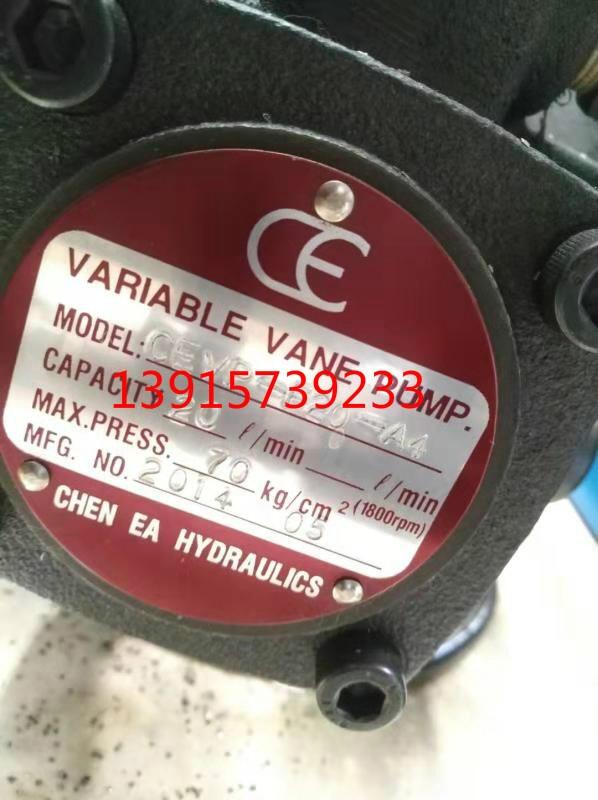 CE
VARIABLE VANE PUMP.
MODEL: A4
13915739233
CAPACITY 20 ℓ/min ℓ/min
MAX.PRESS. 70 kg/cm² (1800rpm)
MFG. NO. 2014 05
CHEN EA HYDRAULICS